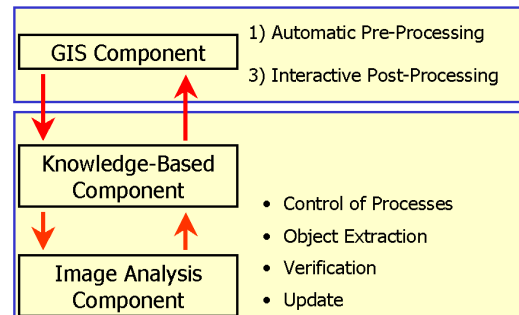 GIS Component
1) Automatic Pre-Processing
3) Interactive Post-Processing
Knowledge-Based
Component
• Control of Processes
• Object Extraction
• Verification
• Update
Image Analysis
Component